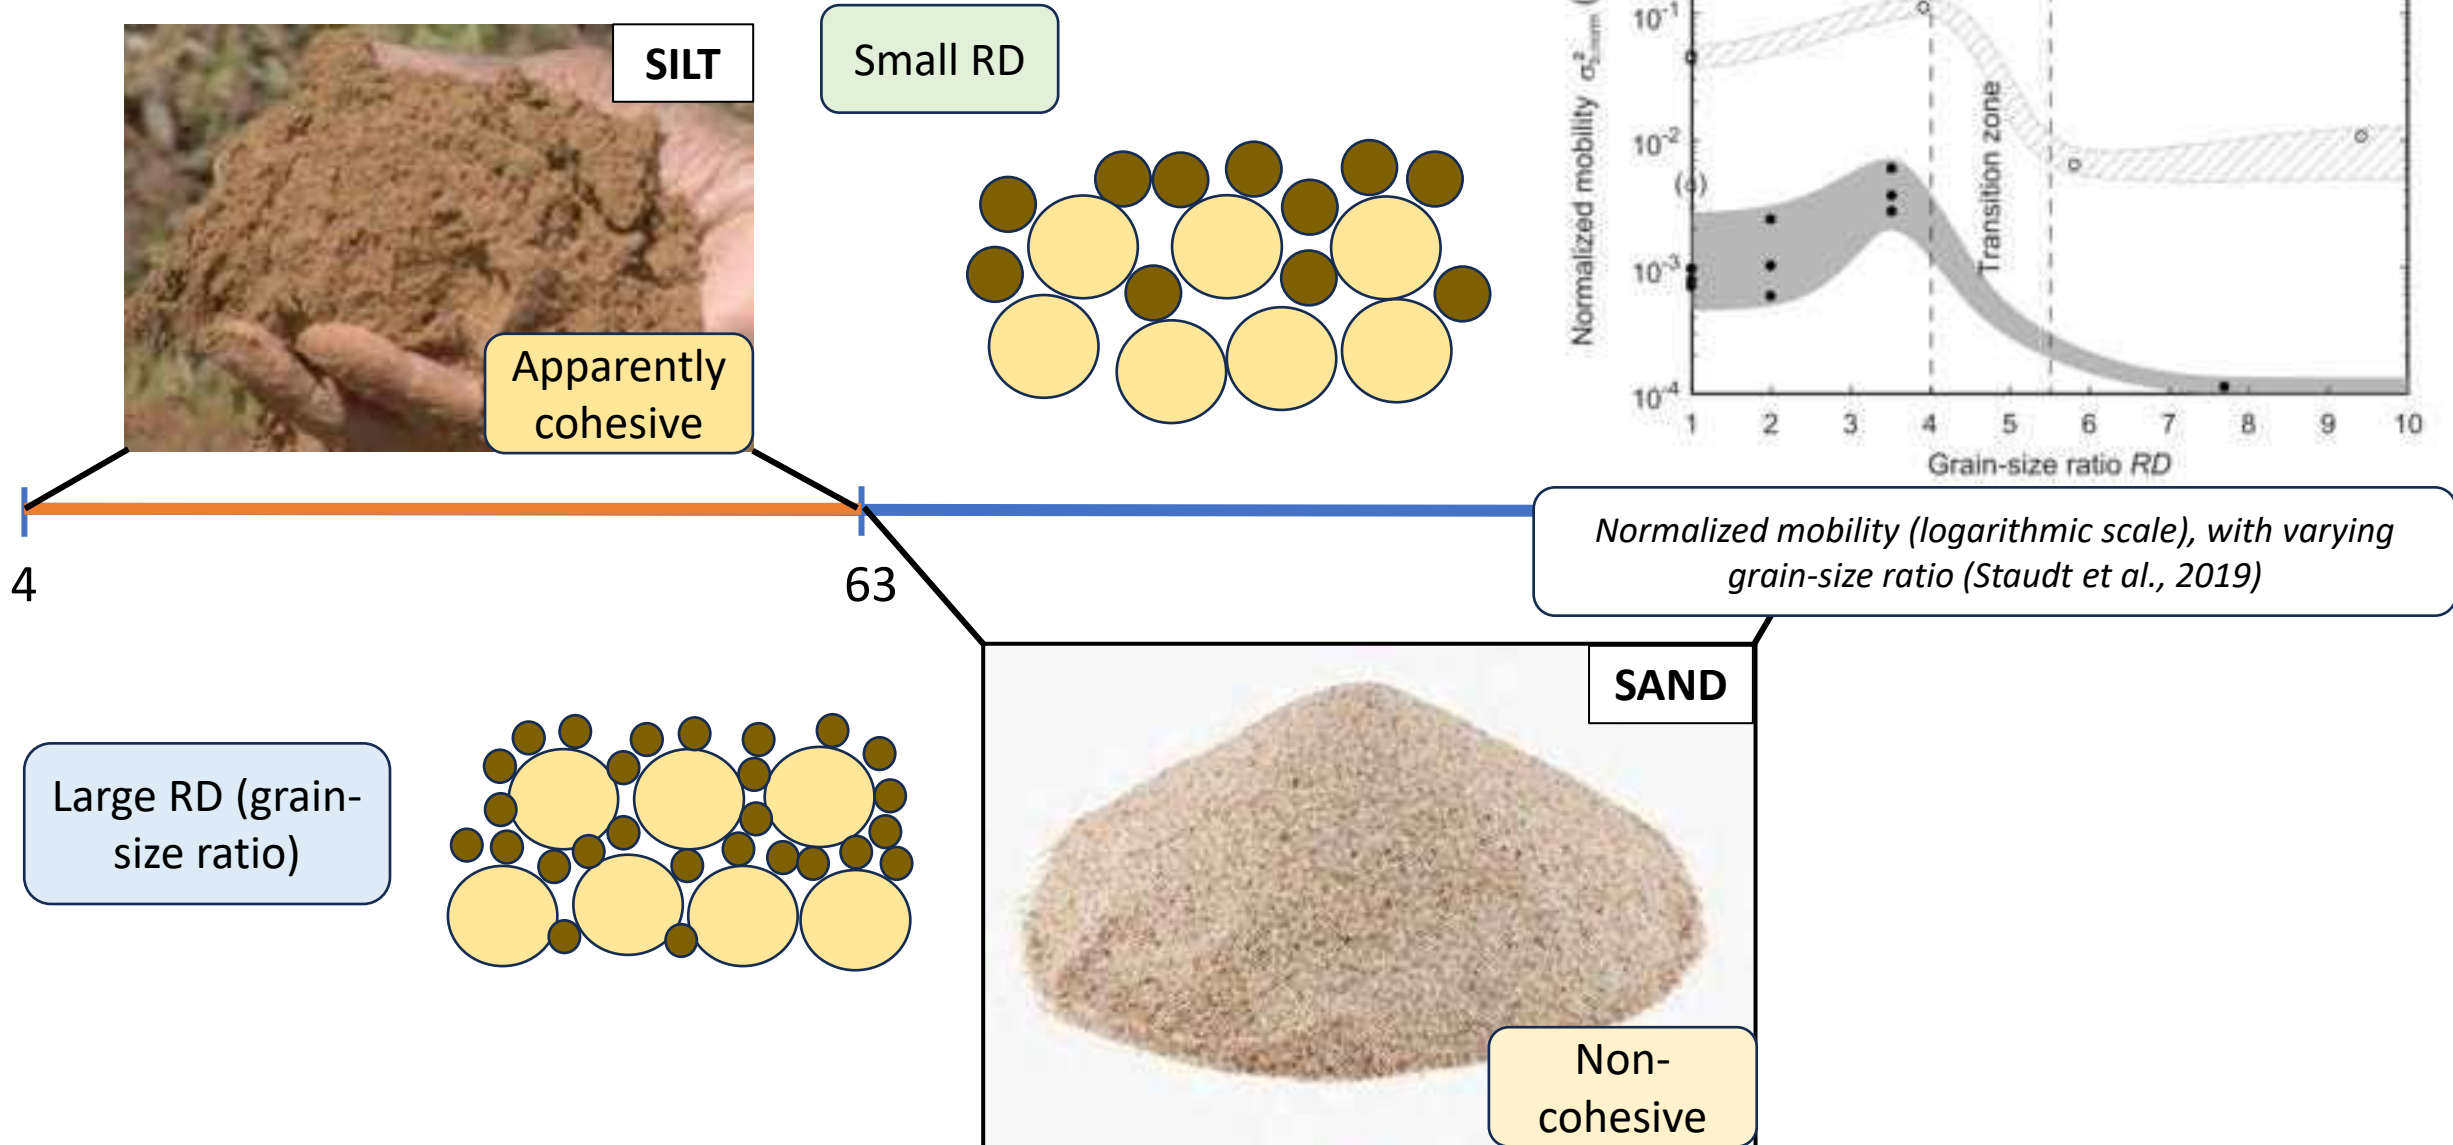 SILT
Apparently
cohesive
Small RD
Normalized mobility
10-1
10-2
10-3
10-4
Transition zone
1 2 3 4 5 6 7 8 9 10
Grain-size ratio RD
4
63
Normalized mobility (logarithmic scale), with varying
grain-size ratio (Staudt et al., 2019)
Large RD (grain-
size ratio)
SAND
Non-
cohesive